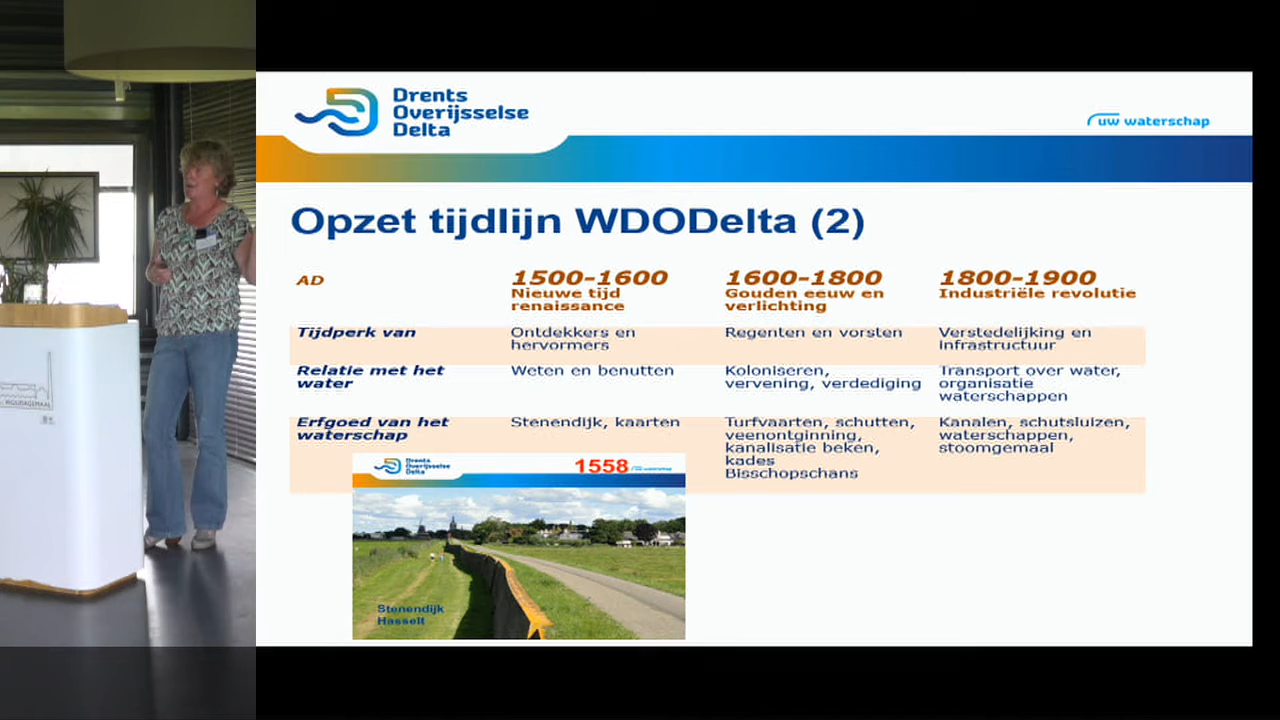 Drents
Overijsselse
Delta
uw waterschap
Opzet tijdlijn WDODelta (2)
AD
1500-1600
Nieuwe tijd
renaissance
1600-1800
Gouden eeuw en
verlichting
1800-1900
Industriële revolutie
Tijdperk van
Ontdekkers en
hervormers
Regenten en vorsten
Verstedelijking en
infrastructuur
Relatie met het
water
Weten en benutten
Koloniseren,
vervening, verdediging
Transport over water,
organisatie
waterschappen
Erfgoed van het
waterschap
Stenendijk, kaarten
Turfvaarten, schutten,
veenontginning,
kanalisatie beken,
kades
Bisschopschans
Kanalen, schutsluizen,
waterschappen,
stoomgemaal
Drents
Overijsselse
Delta
1558
uw waterschap
Stenendijk
Hasselt